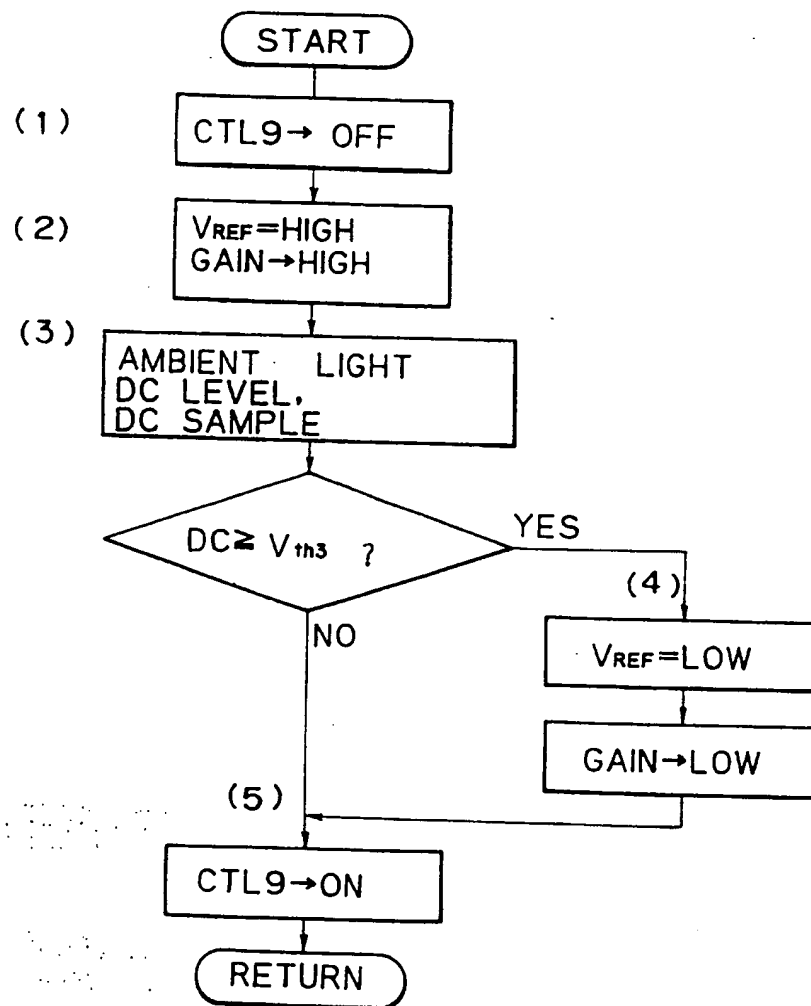 START
(1)
CTL9→ OFF
(2)
VREF=HIGH
GAIN→HIGH
(3)
AMBIENT LIGHT
DC LEVEL,
DC SAMPLE
DC≧ Vth3 ?
YES
NO
(4)
VREF=LOW
GAIN→LOW
(5)
CTL9→ON
RETURN